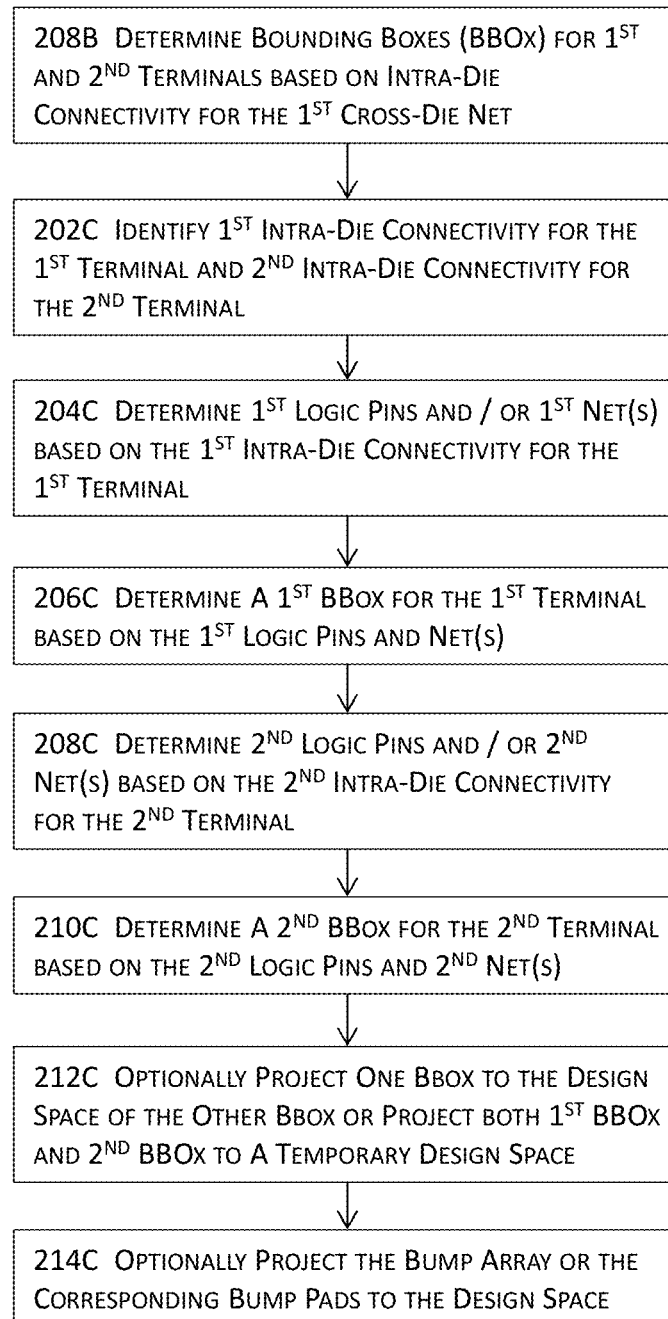 208B DETERMINE BOUNDING BOXES (BBOX) FOR 1ST
AND 2ND TERMINALS BASED ON INTRA-DIE
CONNECTIVITY FOR THE 1ST CROSS-DIE NET
202C IDENTIFY 1ST INTRA-DIE CONNECTIVITY FOR THE
1ST TERMINAL AND 2ND INTRA-DIE CONNECTIVITY FOR
THE 2ND TERMINAL
204C DETERMINE 1ST LOGIC PINS AND / OR 1ST NET(S)
BASED ON THE 1ST INTRA-DIE CONNECTIVITY FOR THE
1ST TERMINAL
206C DETERMINE A 1ST BBOX FOR THE 1ST TERMINAL
BASED ON THE 1ST LOGIC PINS AND NET(S)
208C DETERMINE 2ND LOGIC PINS AND / OR 2ND
NET(S) BASED ON THE 2ND INTRA-DIE CONNECTIVITY
FOR THE 2ND TERMINAL
210C DETERMINE A 2ND BBOX FOR THE 2ND TERMINAL
BASED ON THE 2ND LOGIC PINS AND 2ND NET(S)
212C OPTIONALLY PROJECT ONE BBOX TO THE DESIGN
SPACE OF THE OTHER BBOX OR PROJECT BOTH 1ST BBOX
AND 2ND BBOX TO A TEMPORARY DESIGN SPACE
214C OPTIONALLY PROJECT THE BUMP ARRAY OR THE
CORRESPONDING BUMP PADS TO THE DESIGN SPACE